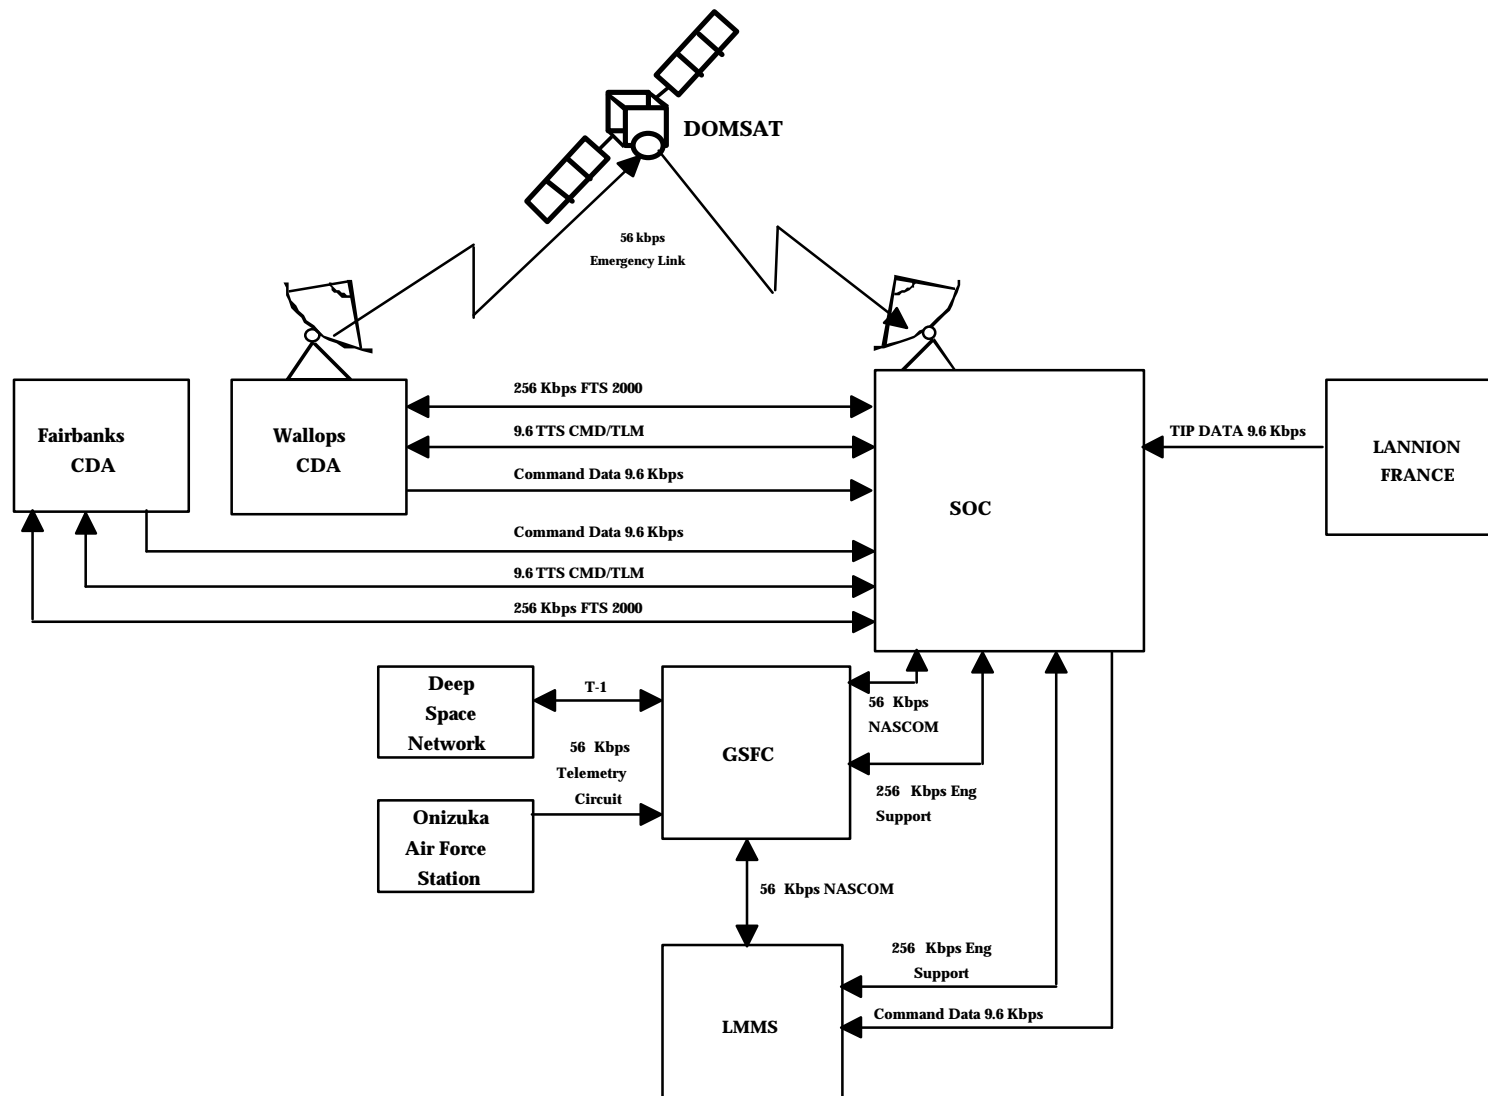 DOMSAT
56 kbps
Emergency Link
256 Kbps FTS 2000
Fairbanks
CDA
Wallops
CDA
9.6 TTS CMD/TLM
TIP DATA 9.6 Kbps
LANNION
FRANCE
Command Data 9.6 Kbps
SOC
Command Data 9.6 Kbps
9.6 TTS CMD/TLM
256 Kbps FTS 2000
Deep
Space
Network
T-1
56 Kbps
NASCOM
GSFC
56 Kbps
Telemetry
Circuit
256 Kbps Eng
Support
Onizuka
Air Force
Station
56 Kbps NASCOM
256 Kbps Eng
Support
LMMS
Command Data 9.6 Kbps